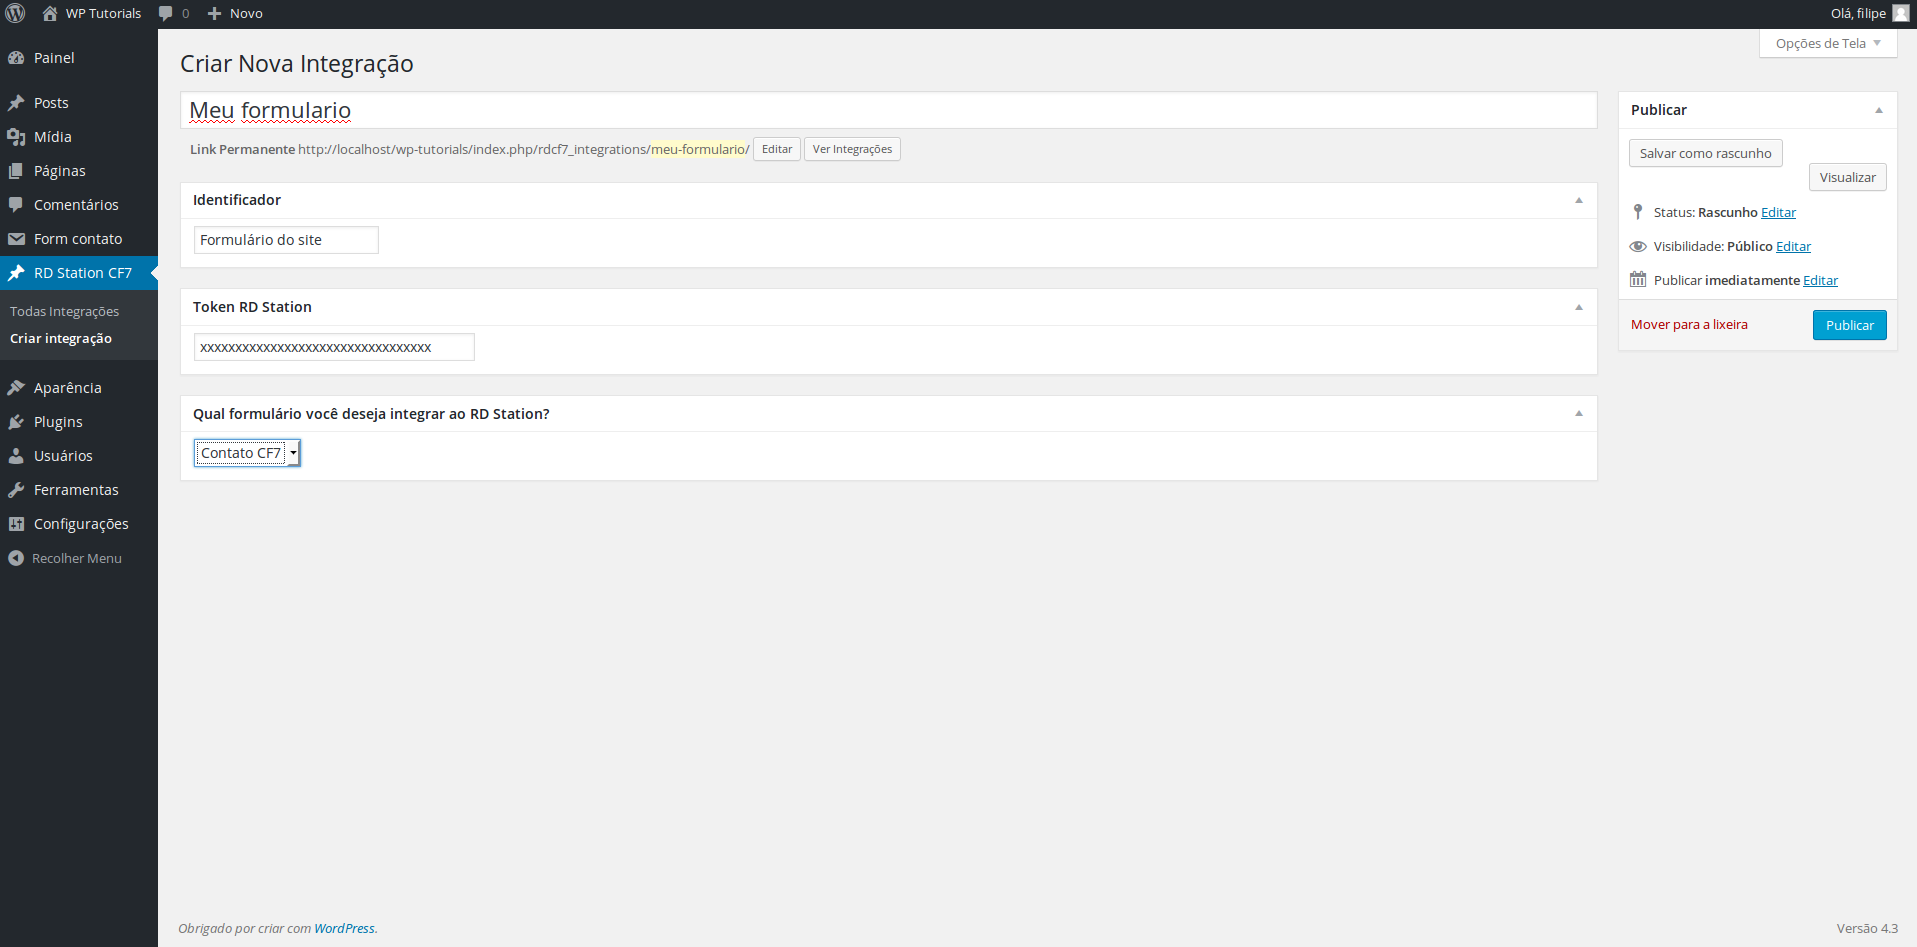 WP Tutorials 0 Novo Olá, filipe
Painel
Posts
Mídia
Páginas
Comentários
Form contato
RD Station CF7
Todas Integrações
Criar integração
Aparência
Plugins
Usuários
Ferramentas
Configurações
Recolher Menu
Opções de Tela
Criar Nova Integração
Meu formulario
Link Permanente http://localhost/wp-tutorials/index.php/rdcf7_integrations/meu-formulario/ Editar Ver Integrações
Identificador
Formulário do site
Token RD Station
xxxxxxxxxxxxxxxxxxxxxxxxxxxxxxxxx
Qual formulário você deseja integrar ao RD Station?
Contato CF7
Publicar
Salvar como rascunho
Visualizar
Status: Rascunho Editar
Visibilidade: Público Editar
Publicar imediatamente Editar
Mover para a lixeira Publicar
Obrigado por criar com WordPress. Versão 4.3